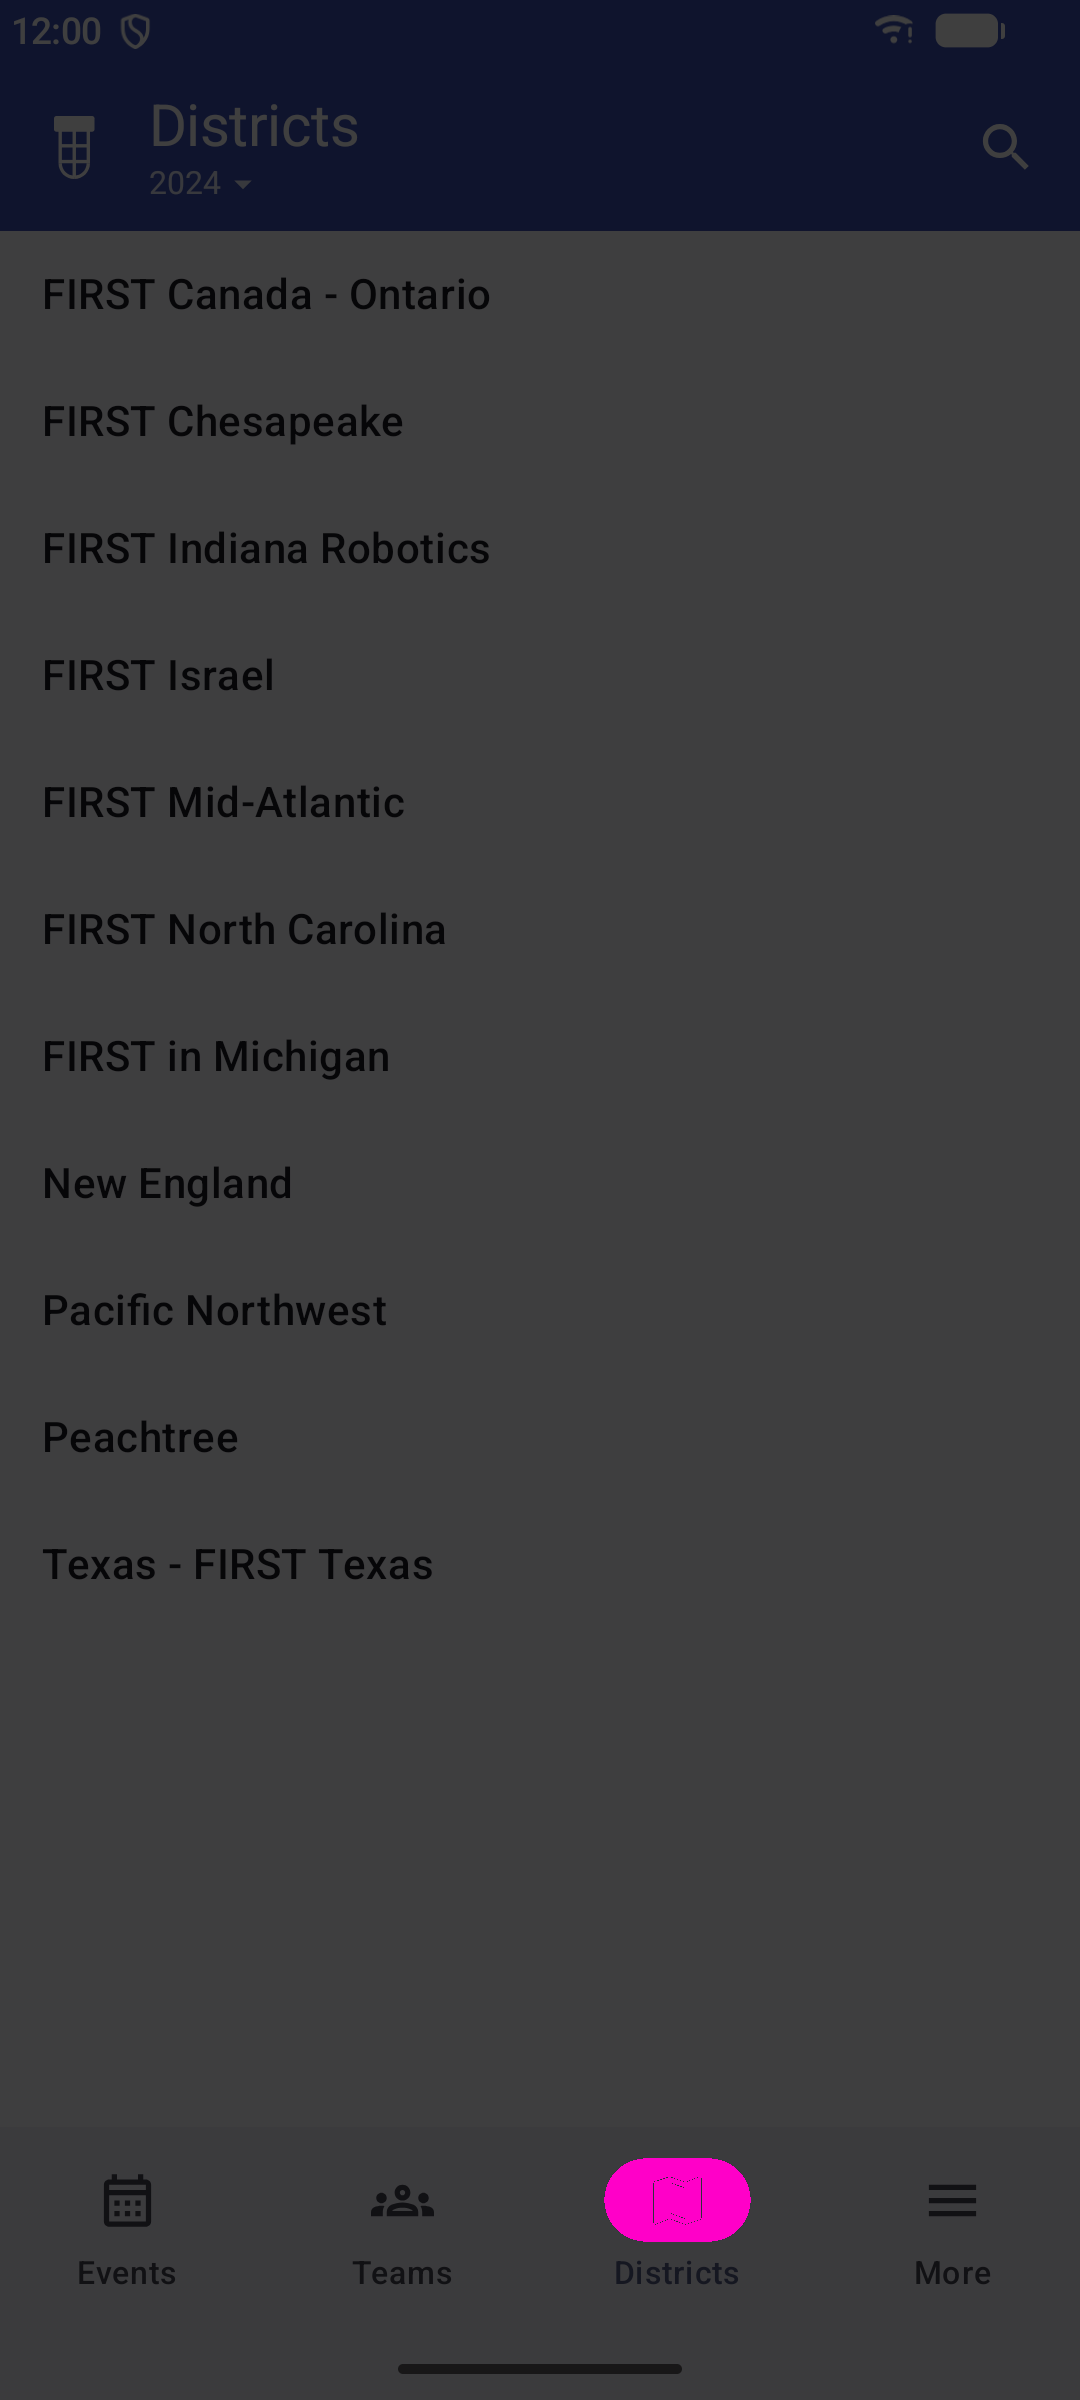 12:00
Districts
2024
FIRST Canada - Ontario
FIRST Chesapeake
FIRST Indiana Robotics
FIRST Israel
FIRST Mid-Atlantic
FIRST North Carolina
FIRST in Michigan
New England
Pacific Northwest
Peachtree
Texas - FIRST Texas
Events
Teams
Districts
More